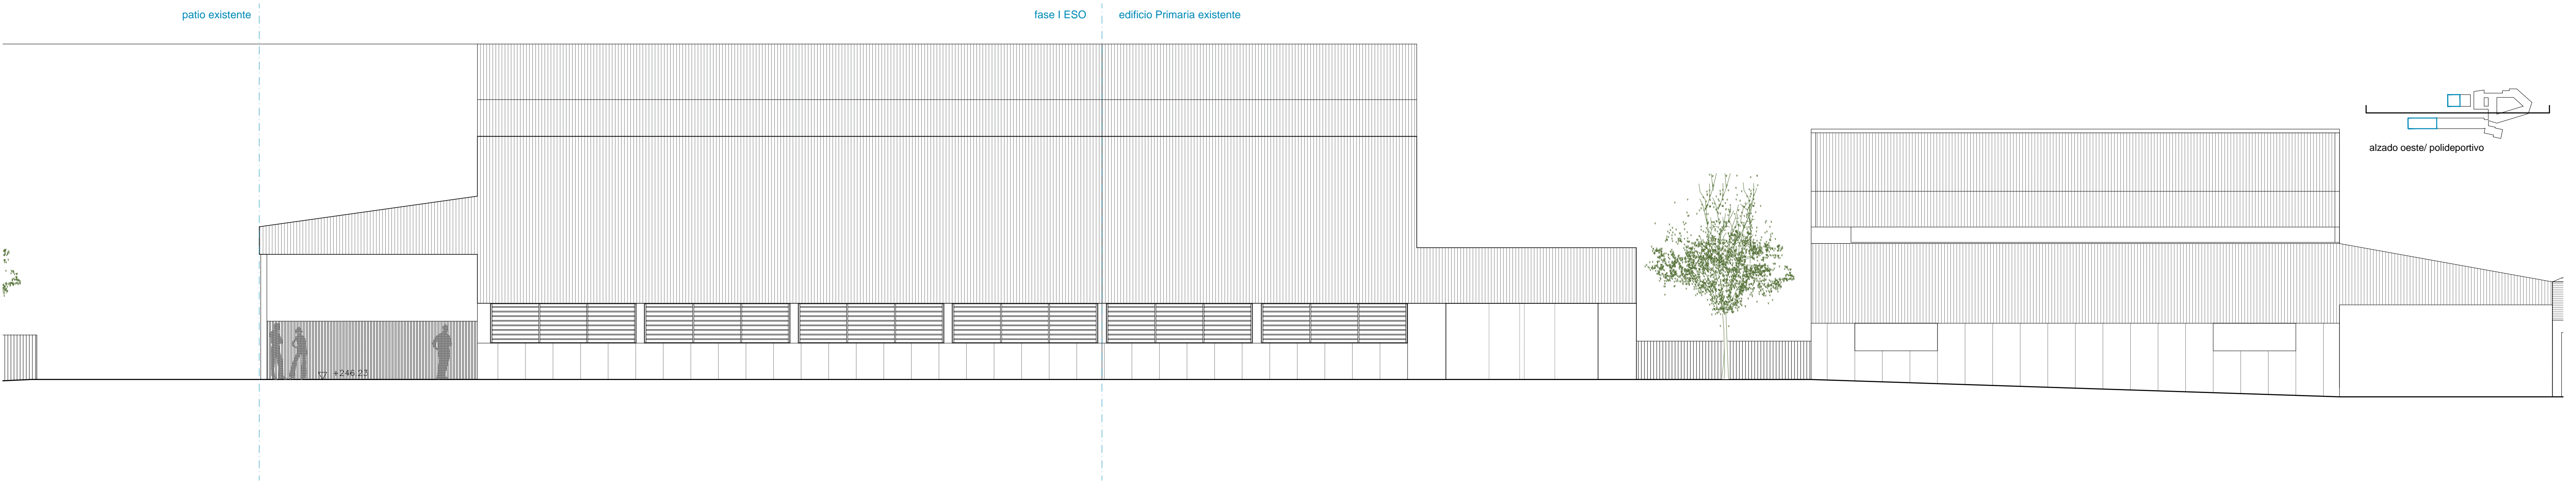 patio existente
fase I ESO
edificio Primaria existente
alzado oeste/ polideportivo
+246.23